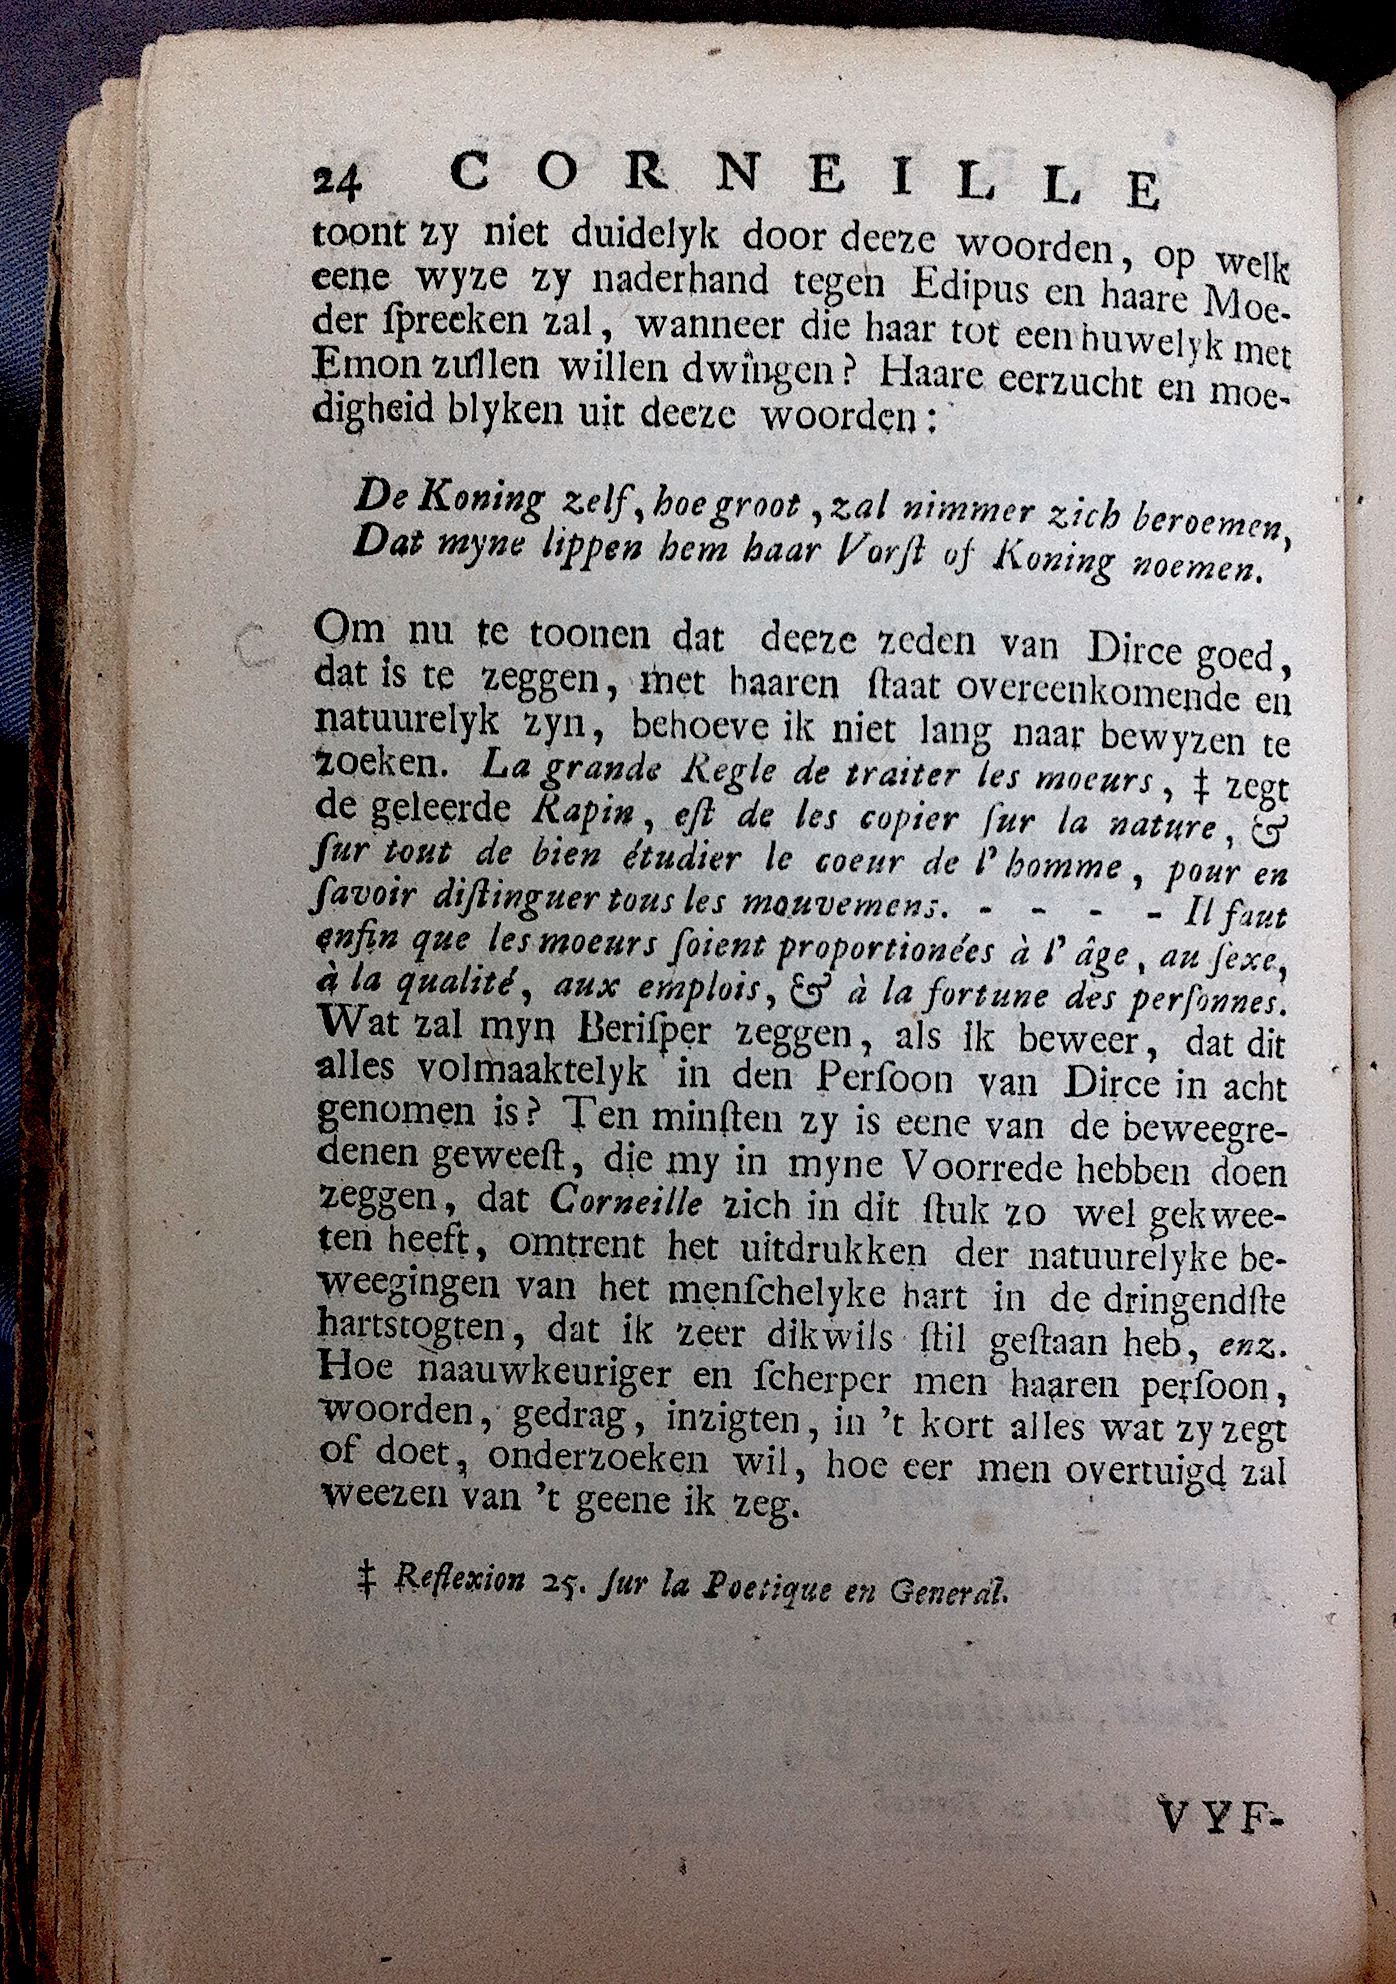 24 CORNEILLE
toont zy niet duidelyk door deeze woorden, op welk
eene wyze zy naderhand tegen Edipus en haare Moe-
der ſpreeken zal, wanneer die haar tot een huwelyk met
Emon zullen willen dwingen? Haare eerzucht en moe-
digheid blyken uit deeze woorden:
De Koning zelf, hoe groot, zal nimmer zich beroemen,
Dat myne lippen hem haar Vorſt of Koning noemen.
Om nu te toonen dat deeze zeden van Dirce goed,
dat is te zeggen, met haaren ſtaat overeenkomende en
natuurelyk zyn, behoeve ik niet lang naar bewyzen te
zoeken. La grande Regle de traiter les moeurs, ‡ zegt
de geleerde Rapin, eſt de les copier ſur la nature, &
ſur tout de bien étudier le coeur de l'homme, pour en
ſavoir diſtinguer tous les mouvemens. - - - - Il faut
enfin que les moeurs ſoient proportionées à l'âge, au ſexe,
à la qualité, aux emplois, & à la fortune des perſonnes.
Wat zal myn Beriſper zeggen, als ik beweer, dat dit
alles volmaaktelyk in den Perſoon van Dirce in acht
genomen is? Ten minſten zy is eene van de beweegre-
denen geweeſt, die my in myne Voorrede hebben doen
zeggen, dat Corneille zich in dit ſtuk zo wel gekwee-
ten heeft, omtrent het uitdrukken der natuurelyke be-
weegingen van het menſchelyke hart in de dringendſte
hartstogten, dat ik zeer dikwils ſtil geſtaan heb, enz.
Hoe naauwkeuriger en ſcherper men haaren perſoon,
woorden, gedrag, inzigten, in 't kort alles wat zy zegt
of doet, onderzoeken wil, hoe eer men overtuigd zal
weezen van 't geene ik zeg.
‡ Reflexion 25. ſur la Poetique en General.
VYF-